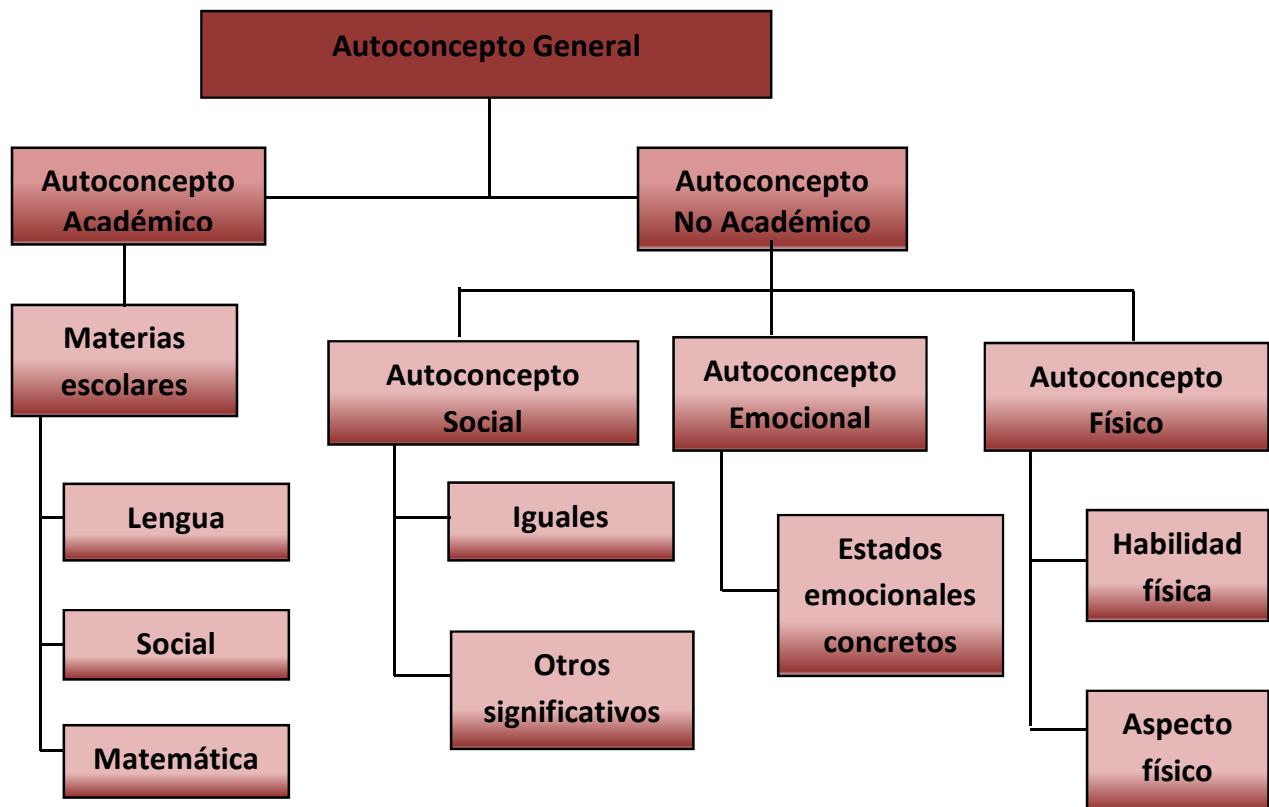 Autoconcepto General
Autoconcepto
Académico
Autoconcepto
No Académico
Materias
escolares
Autoconcepto
Social
Autoconcepto
Emocional
Autoconcepto
Físico
Lengua
Social
Matemática
Iguales
Otros
significativos
Estados
emocionales
concretos
Habilidad
física
Aspecto
físico